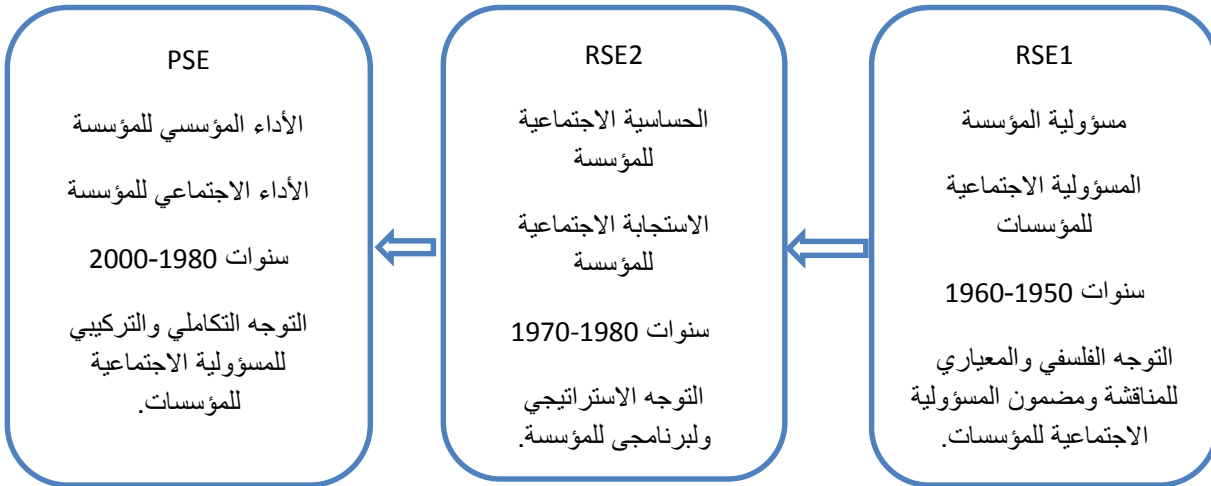 RSE1
مسؤولية المؤسسة
المسؤولية الاجتماعية
للمؤسسات
سنوات 1950-1960
التوجه الفلسفي والمعياري
للمناقشة ومضمون المسؤولية
الاجتماعية للمؤسسات.
RSE2
الحساسية الاجتماعية
للمؤسسة
الاستجابة الاجتماعية
للمؤسسة
سنوات 1970-1980
التوجه الاستراتيجي
ولبرنامجى للمؤسسة.
PSE
الأداء المؤسسي للمؤسسة
الأداء الاجتماعي للمؤسسة
سنوات 1980-2000
التوجه التكاملي والتركيبي
للمسؤولية الاجتماعية
للمؤسسات.